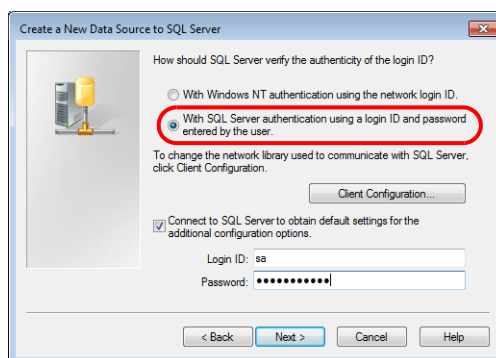 Create a New Data Source to SQL Server
How should SQL Server verify the authenticity of the login ID?
With Windows NT authentication using the network login ID.
With SQL Server authentication using a login ID and password
entered by the user.
To change the network library used to communicate with SQL Server,
click Client Configuration.
Client Configuration...
Connect to SQL Server to obtain default settings for the
additional configuration options.
Login ID: sa
Password: •••••••••••
< Back Next > Cancel Help